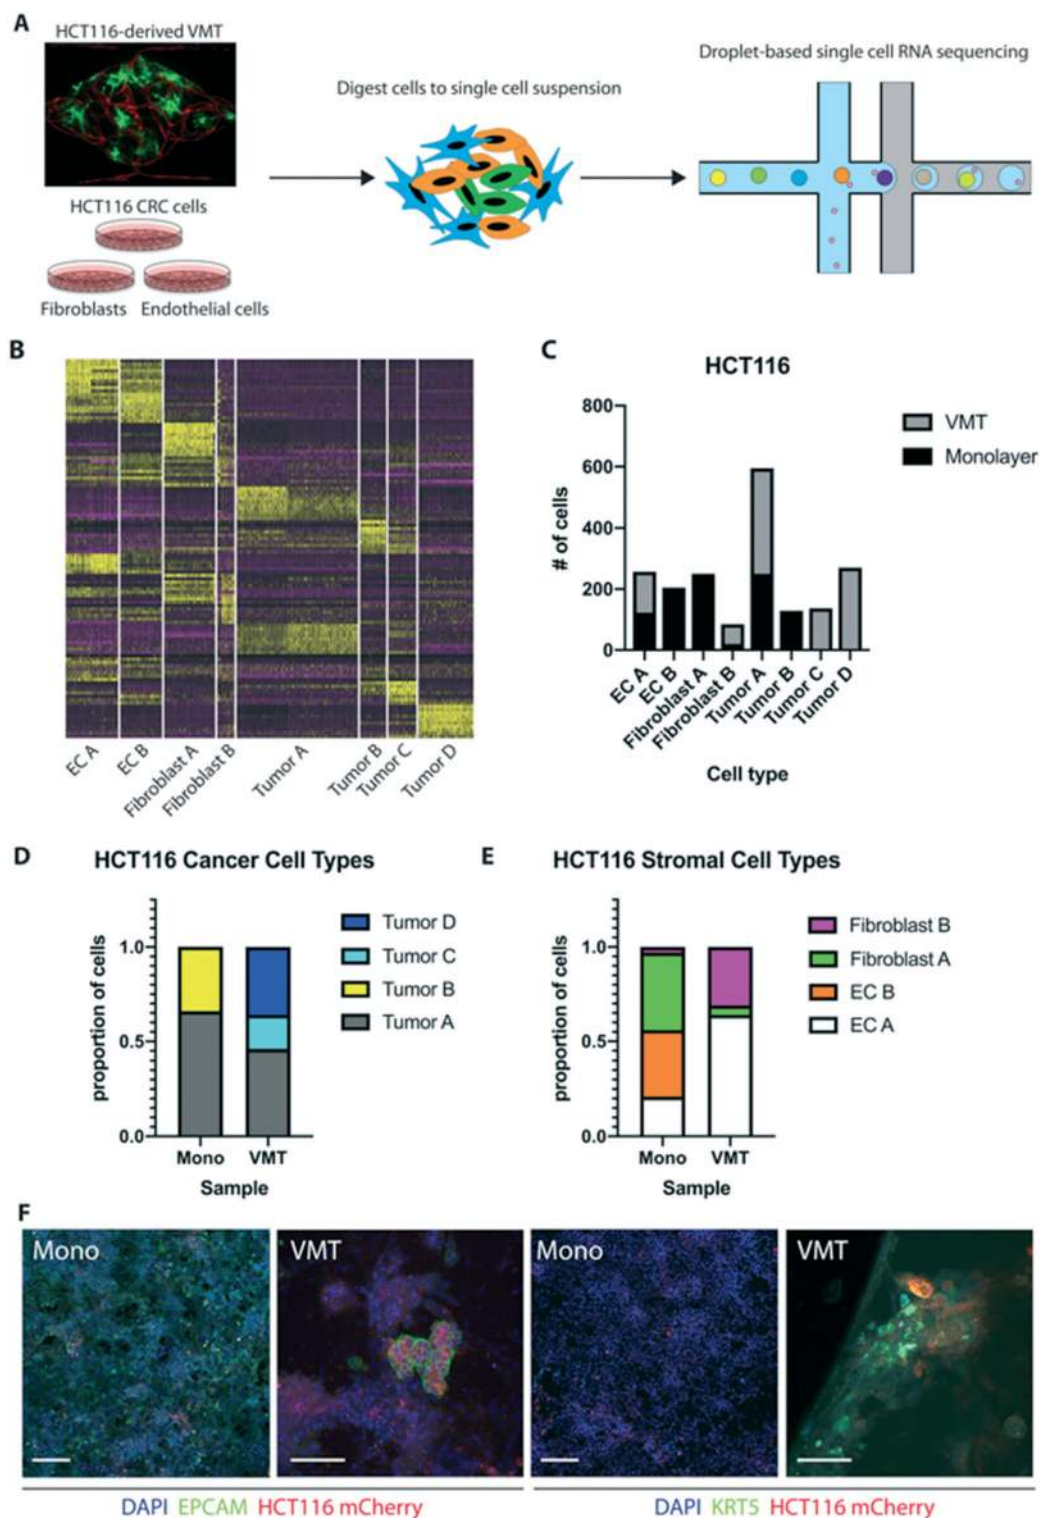 A
HCT116-derived VMT
Digest cells to single cell suspension
Droplet-based single cell RNA sequencing
HCT116 CRC cells
Fibroblasts Endothelial cells
B
EC A
EC B
Fibroblast A
Fibroblast B
Tumor A
Tumor B
Tumor C
Tumor D
C
HCT116
800
600
400
200
0
# of cells
EC A
EC B
Fibroblast A
Fibroblast B
Tumor A
Tumor B
Tumor C
Tumor D
Cell type
VMT
Monolayer
D
HCT116 Cancer Cell Types
proportion of cells
1.0
0.5
0.0
Mono VMT
Sample
Tumor D
Tumor C
Tumor B
Tumor A
E
HCT116 Stromal Cell Types
proportion of cells
1.0
0.5
0.0
Mono VMT
Sample
Fibroblast B
Fibroblast A
EC B
EC A
F
Mono
VMT
Mono
VMT
DAPI EPCAM HCT116 mCherry
DAPI KRT5 HCT116 mCherry